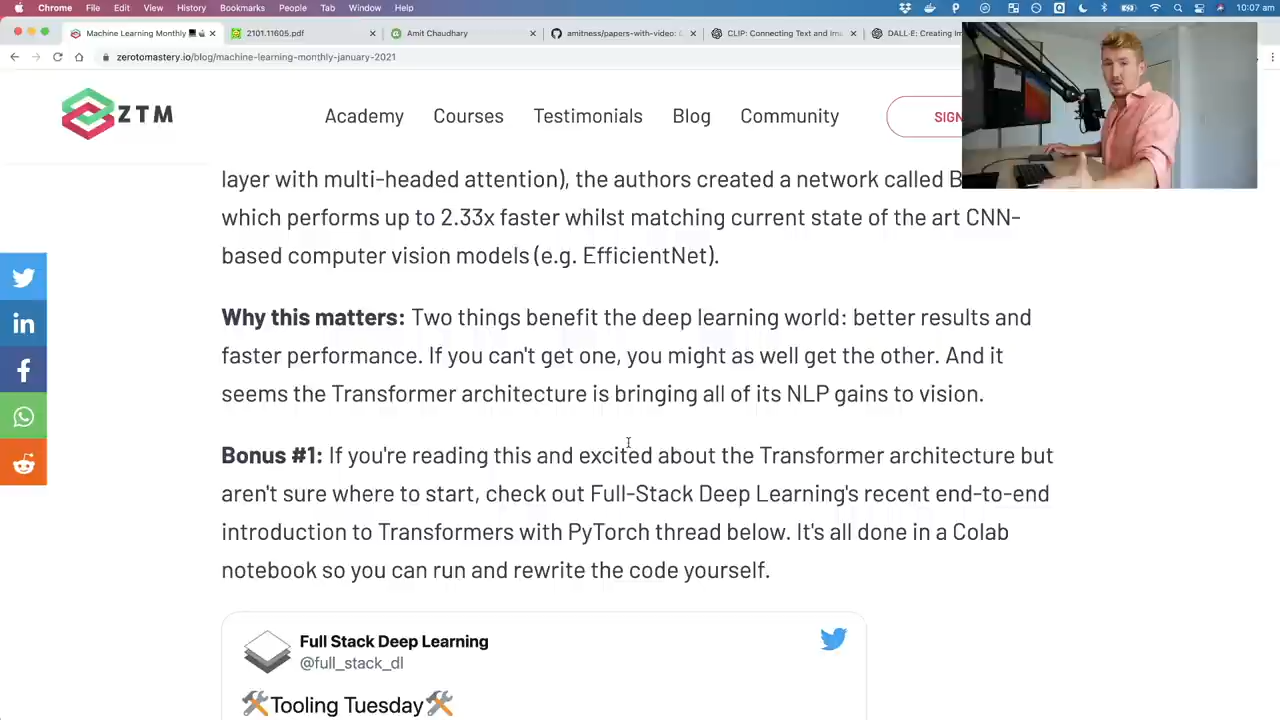 Chrome File Edit View History Bookmarks People Tab Window Help 10:07 am
Machine Learning Monthly 2101.11605.pdf Amit Chaudhary amitness/papers-with-video: CLIP: Connecting Text and DALL·E: Creating
zerotomastery.io/blog/machine-learning-monthly-january-2021
ZTM Academy Courses Testimonials Blog Community SIGN
layer with multi-headed attention), the authors created a network called
which performs up to 2.33x faster whilst matching current state of the art CNN-
based computer vision models (e.g. EfficientNet).
Why this matters: Two things benefit the deep learning world: better results and
faster performance. If you can't get one, you might as well get the other. And it
seems the Transformer architecture is bringing all of its NLP gains to vision.
Bonus #1: If you're reading this and excited about the Transformer architecture but
aren't sure where to start, check out Full-Stack Deep Learning's recent end-to-end
introduction to Transformers with PyTorch thread below. It's all done in a Colab
notebook so you can run and rewrite the code yourself.
Full Stack Deep Learning
@full_stack_dl
🛠Tooling Tuesday🛠